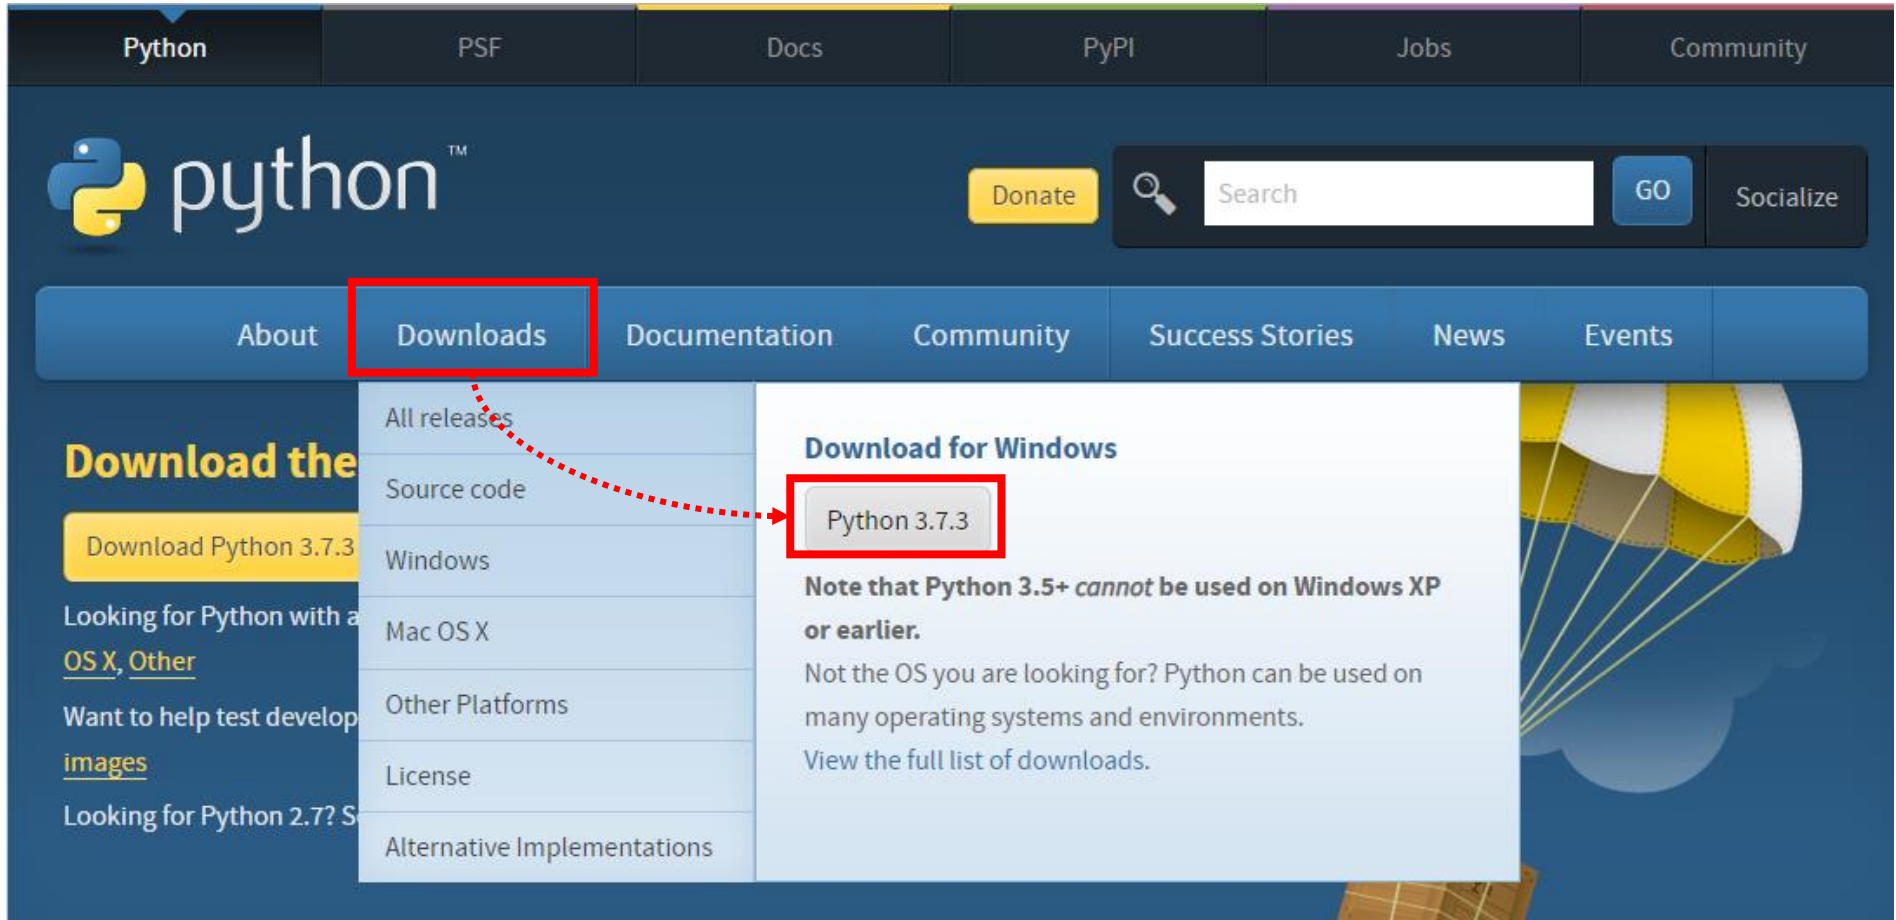 Python PSF Docs PyPI Jobs Community
python™
Donate Search GO Socialize
About Downloads Documentation Community Success Stories News Events
All releases
Source code
Windows
Mac OS X
Other Platforms
License
Alternative Implementations
Download for Windows
Python 3.7.3
Note that Python 3.5+ cannot be used on Windows XP
or earlier.
Not the OS you are looking for? Python can be used on
many operating systems and environments.
View the full list of downloads.
Download the
Download Python 3.7.3
Looking for Python with a
OS X, Other
Want to help test develop
images
Looking for Python 2.7? S